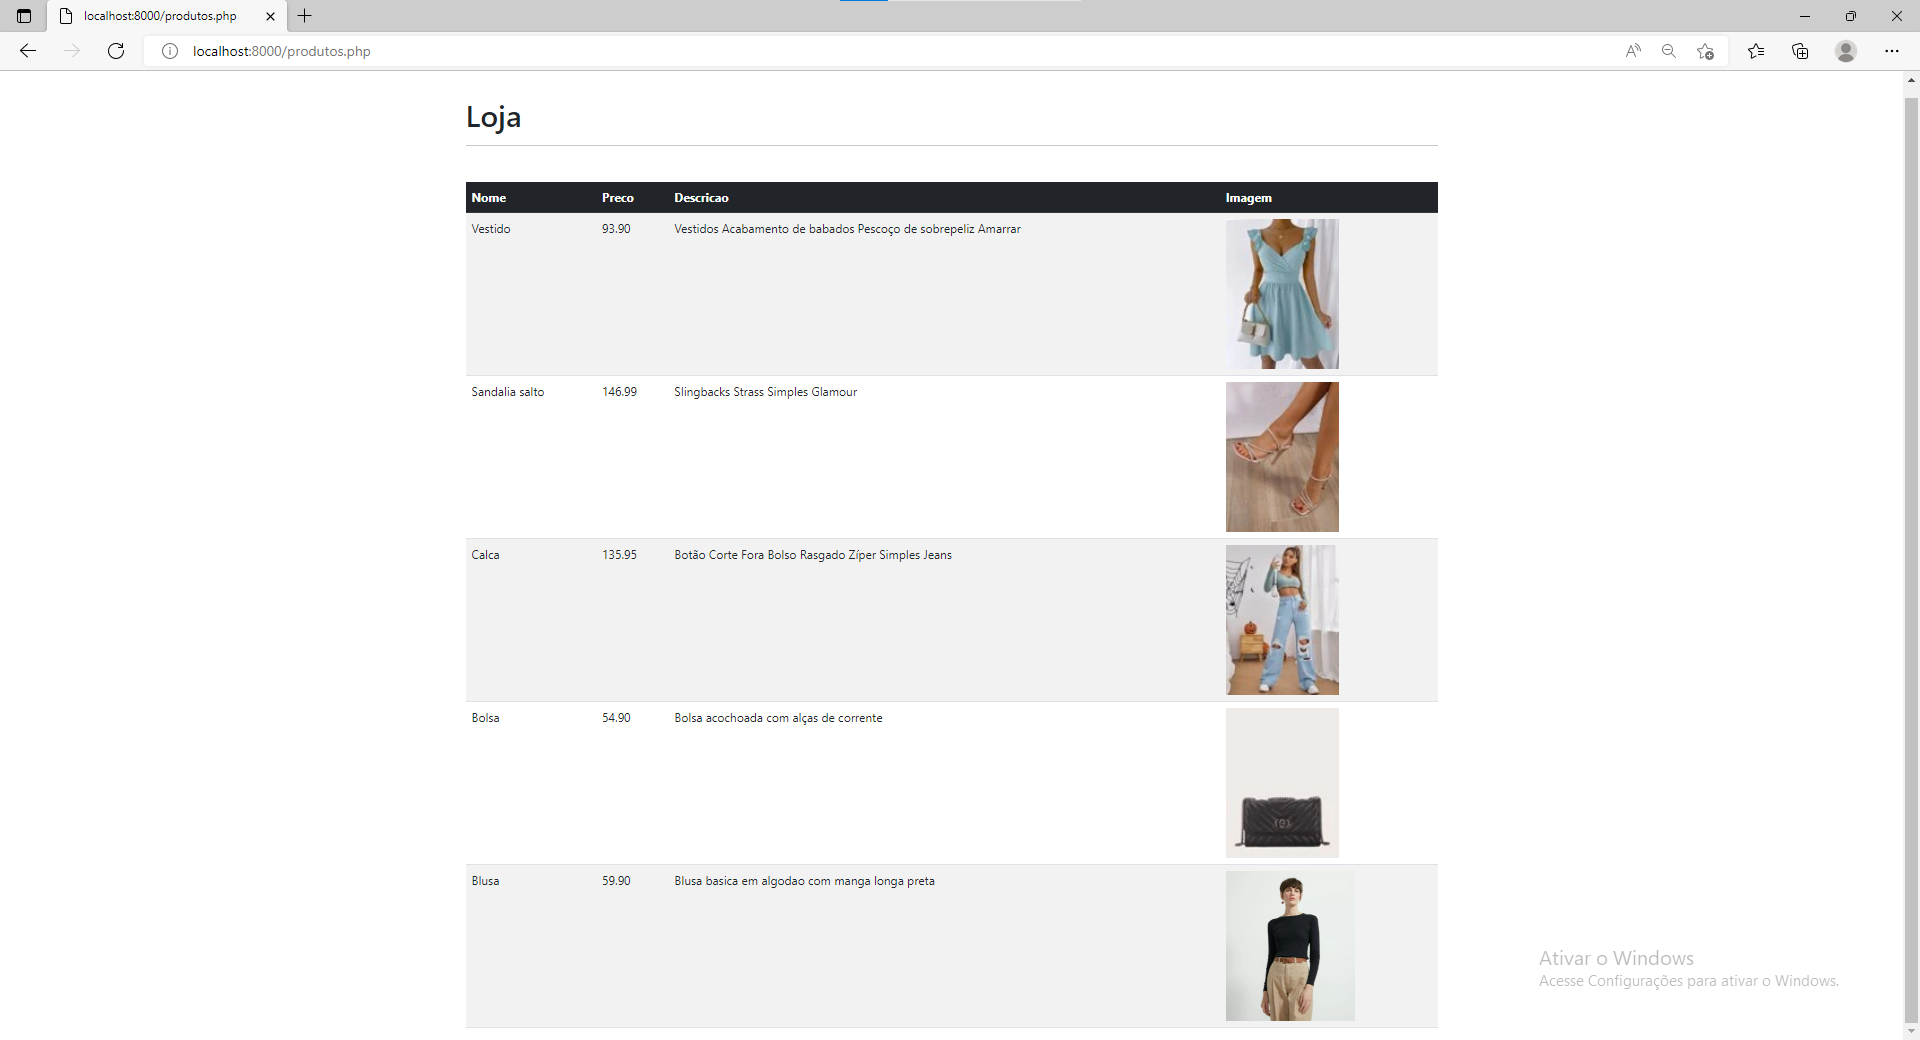 localhost:8000/produtos.php
localhost:8000/produtos.php
Loja
Nome Preco Descricao Imagem
Vestido 93.90 Vestidos Acabamento de babados Pescoço de sobrepeliz Amarrar
Sandalia salto 146.99 Slingbacks Strass Simples Glamour
Calca 135.95 Botão Corte Fora Bolso Rasgado Zíper Simples Jeans
Bolsa 54.90 Bolsa acochoada com alças de corrente
Blusa 59.90 Blusa basica em algodao com manga longa preta
Ativar o Windows
Acesse Configurações para ativar o Windows.